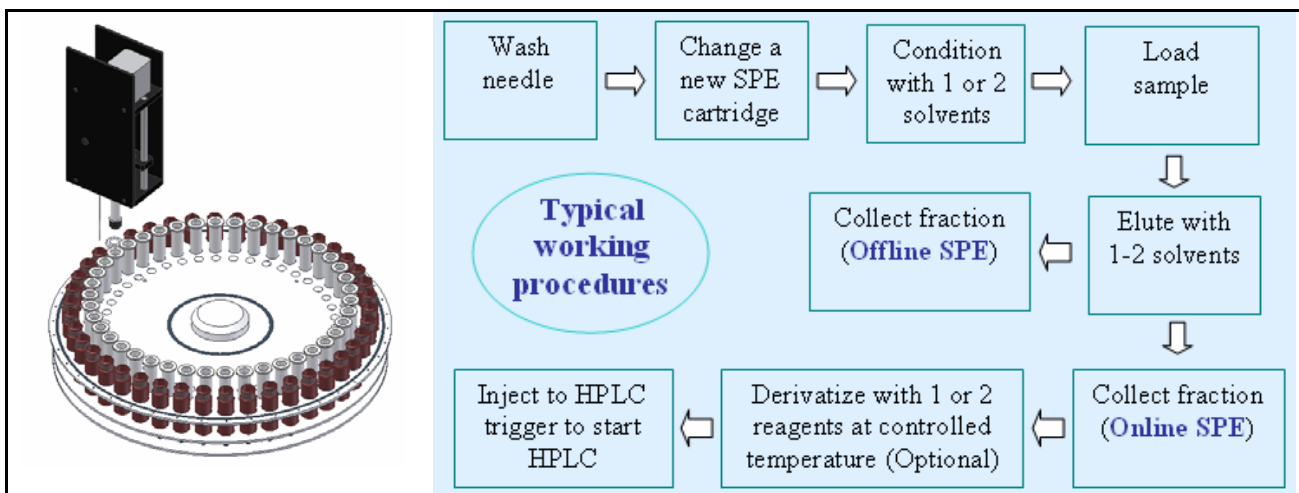 Wash
needle
Change a
new SPE
cartridge
Condition
with 1 or 2
solvents
Load
sample
Typical
working
procedures
Collect fraction
(Offline SPE)
Elute with
1-2 solvents
Inject to HPLC
trigger to start
HPLC
Derivatize with 1 or 2
reagents at controlled
temperature (Optional)
Collect fraction
(Online SPE)